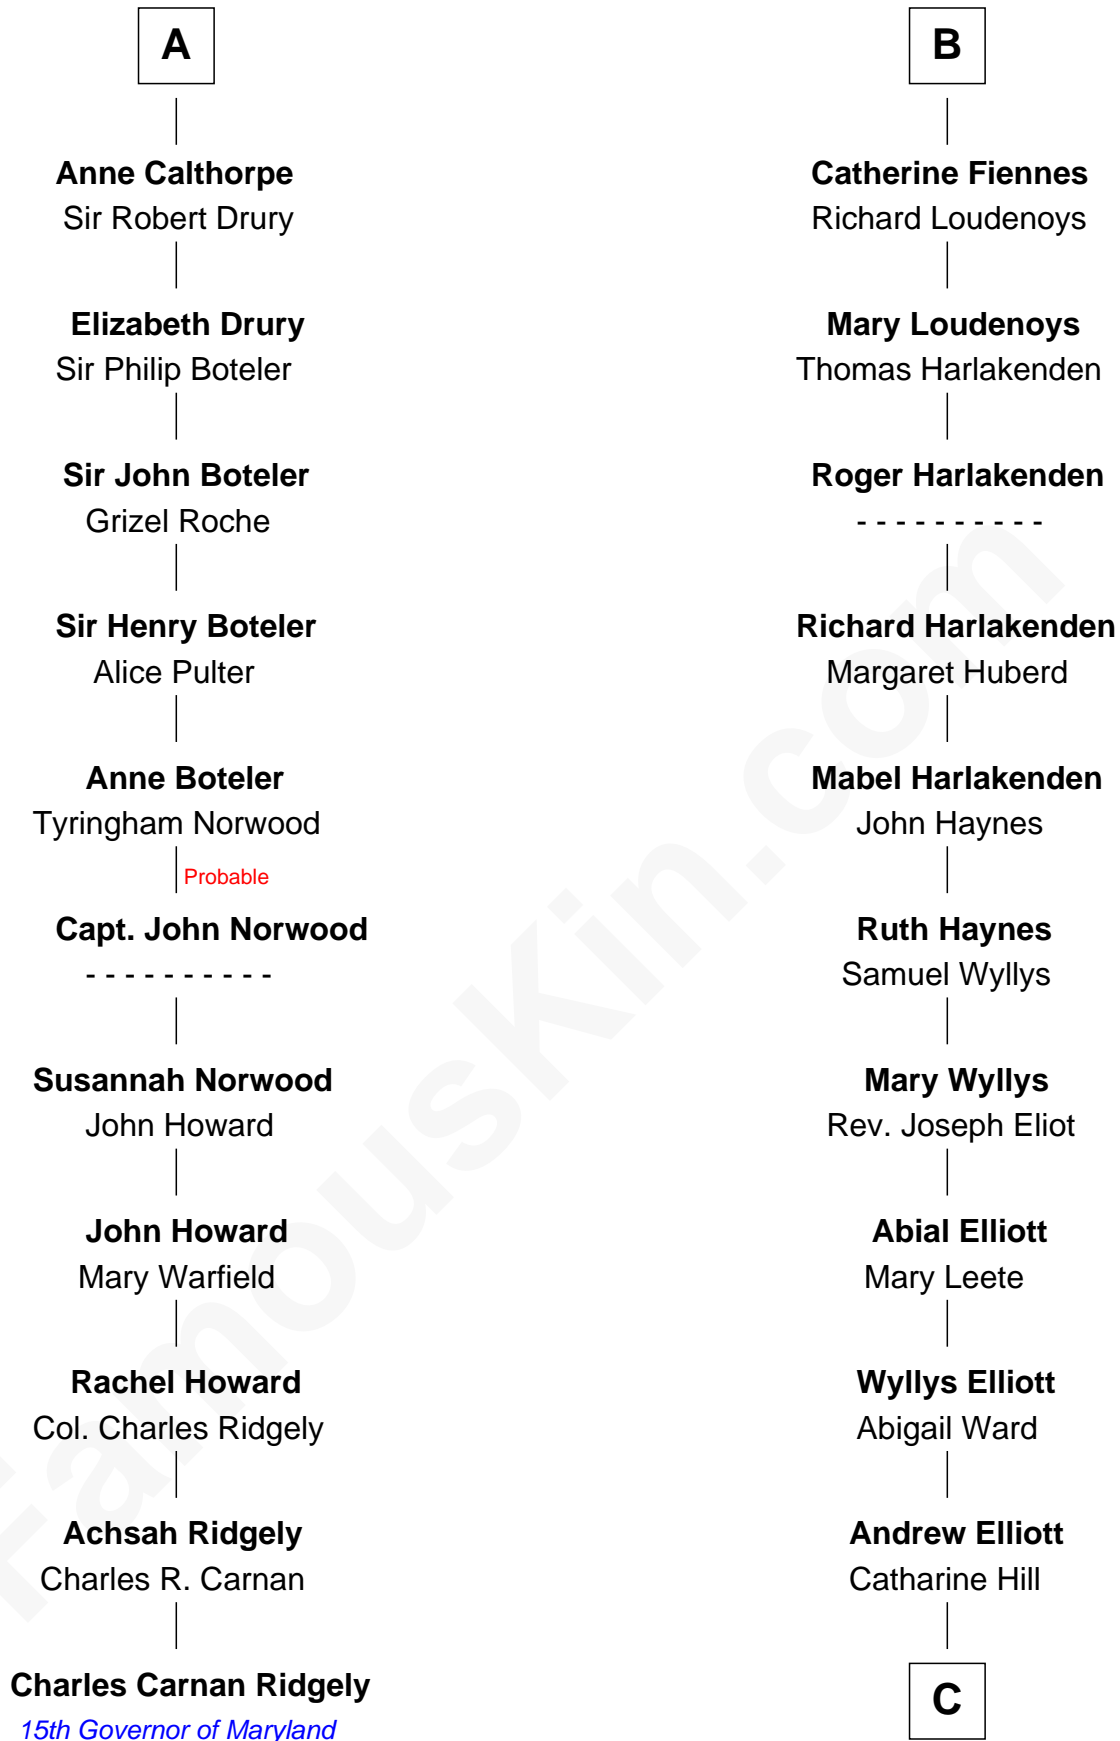 A
Anne Calthorpe
Sir Robert Drury
Elizabeth Drury
Sir Philip Boteler
Sir John Boteler
Grizel Roche
Sir Henry Boteler
Alice Pulter
Anne Boteler
Tyringham Norwood
Probable
Capt. John Norwood
- - - - - - - - - -
Susannah Norwood
John Howard
John Howard
Mary Warfield
Rachel Howard
Col. Charles Ridgely
Achsah Ridgely
Charles R. Carnan
Charles Carnan Ridgely
15th Governor of Maryland
B
Catherine Fiennes
Richard Loudenoys
Mary Loudenoys
Thomas Harlakenden
Roger Harlakenden
- - - - - - - - - -
Richard Harlakenden
Margaret Huberd
Mabel Harlakenden
John Haynes
Ruth Haynes
Samuel Wyllys
Mary Wyllys
Rev. Joseph Eliot
Abial Elliott
Mary Leete
Wyllys Elliott
Abigail Ward
Andrew Elliott
Catharine Hill
C
FamousKin.com